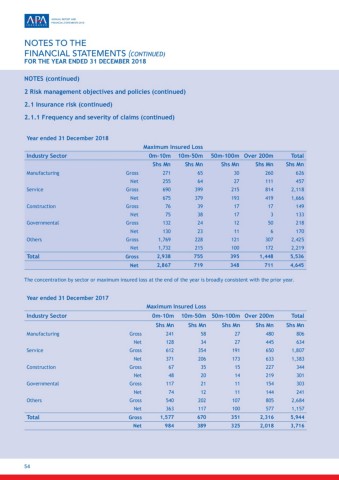 APA
ANNUAL REPORT AND
FINANCIAL STATEMENTS 2018
NOTES TO THE
FINANCIAL STATEMENTS (CONTINUED)
FOR THE YEAR ENDED 31 DECEMBER 2018
NOTES (continued)
2 Risk management objectives and policies (continued)
2.1 Insurance risk (continued)
2.1.1 Frequency and severity of claims (continued)
Year ended 31 December 2018
Maximum Insured Loss
Industry Sector 0m-10m 10m-50m 50m-100m Over 200m Total
Shs Mn Shs Mn Shs Mn Shs Mn Shs Mn
Manufacturing Gross 271 65 30 260 626
Net 255 64 27 111 457
Service Gross 690 399 215 814 2,118
Net 675 379 193 419 1,666
Construction Gross 76 39 17 17 149
Net 75 38 17 3 133
Governmental Gross 132 24 12 50 218
Net 130 23 11 6 170
Others Gross 1,769 228 121 307 2,425
Net 1,732 215 100 172 2,219
Total Gross 2,938 755 395 1,448 5,536
Net 2,867 719 348 711 4,645
The concentration by sector or maximum insured loss at the end of the year is broadly consistent with the prior year.
Year ended 31 December 2017
Maximum Insured Loss
Industry Sector 0m-10m 10m-50m 50m-100m Over 200m Total
Shs Mn Shs Mn Shs Mn Shs Mn Shs Mn
Manufacturing Gross 241 58 27 480 806
Net 128 34 27 445 634
Service Gross 612 354 191 650 1,807
Net 371 206 173 633 1,383
Construction Gross 67 35 15 227 344
Net 48 20 14 219 301
Governmental Gross 117 21 11 154 303
Net 74 12 11 144 241
Others Gross 540 202 107 805 2,684
Net 363 117 100 577 1,157
Total Gross 1,577 670 351 2,316 5,944
Net 984 389 325 2,018 3,716
54